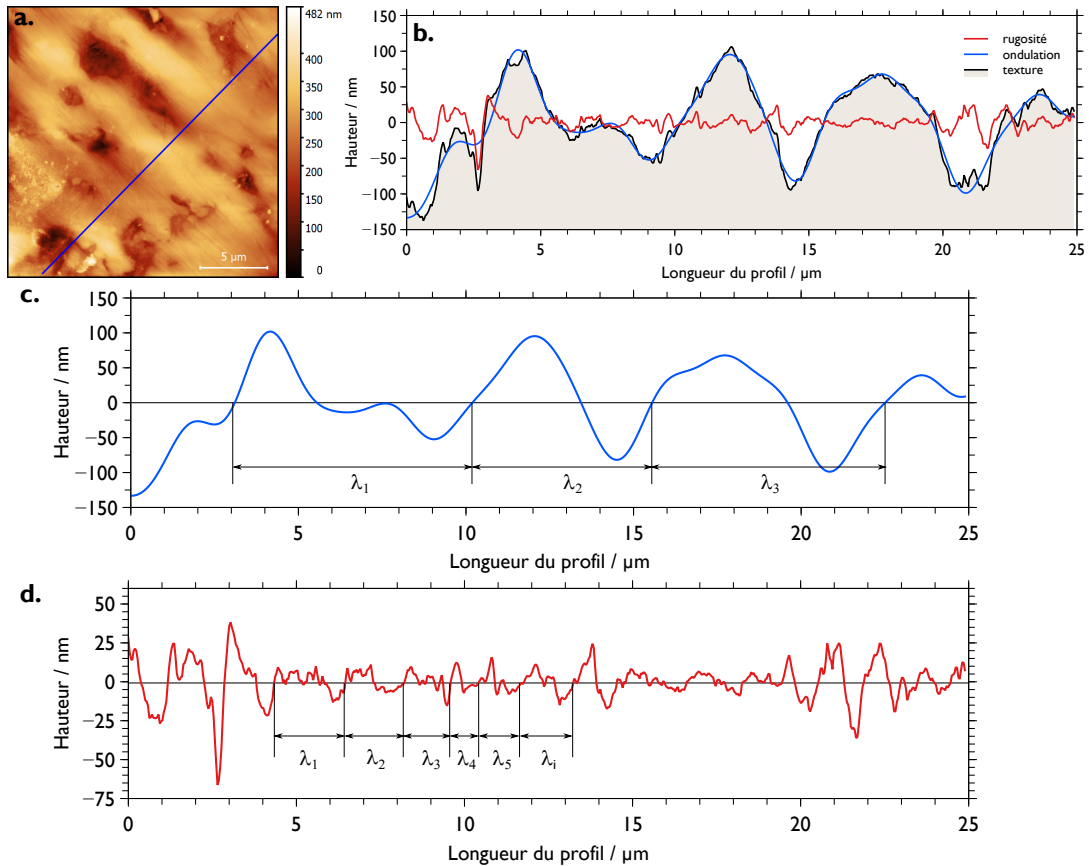 a.
482 nm
400
350
300
250
200
150
100
50
0
5 µm
b.
rugosité
ondulation
texture
150
100
50
0
−50
−100
−150
Hauteur / nm
0 5 10 15 20 25
Longueur du profil / µm
c.
150
100
50
0
−50
−100
−150
Hauteur / nm
λ1 λ2 λ3
0 5 10 15 20 25
Longueur du profil / µm
d.
50
25
0
−25
−50
−75
Hauteur / nm
λ1 λ2 λ3 λ4 λ5 λi
0 5 10 15 20 25
Longueur du profil / µm